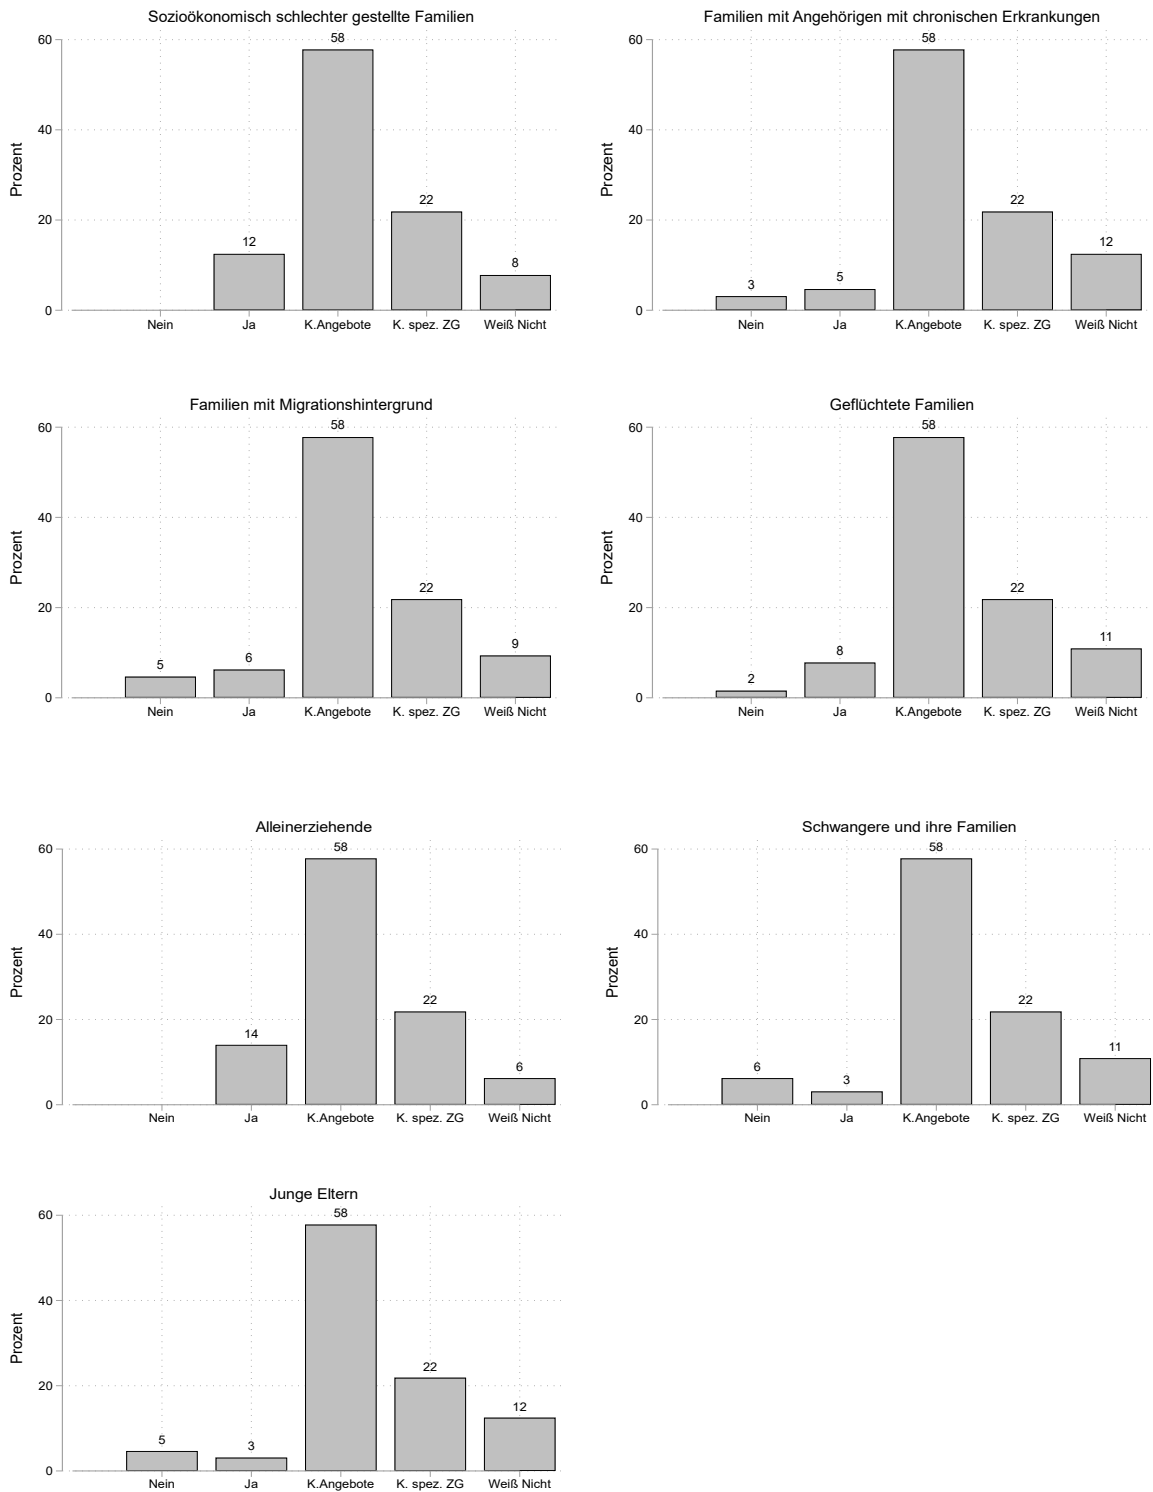 Sozioökonomisch schlechter gestellte Familien
Prozent
60
40
20
0
12
58
22
8
Nein Ja K.Angebote K. spez. ZG Weiß Nicht
Familien mit Angehörigen mit chronischen Erkrankungen
Prozent
60
40
20
0
3
5
58
22
12
Nein Ja K.Angebote K. spez. ZG Weiß Nicht
Familien mit Migrationshintergrund
Prozent
60
40
20
0
5
6
58
22
9
Nein Ja K.Angebote K. spez. ZG Weiß Nicht
Geflüchtete Familien
Prozent
60
40
20
0
2
8
58
22
11
Nein Ja K.Angebote K. spez. ZG Weiß Nicht
Alleinerziehende
Prozent
60
40
20
0
14
58
22
6
Nein Ja K.Angebote K. spez. ZG Weiß Nicht
Schwangere und ihre Familien
Prozent
60
40
20
0
6
3
58
22
11
Nein Ja K.Angebote K. spez. ZG Weiß Nicht
Junge Eltern
Prozent
60
40
20
0
5
3
58
22
12
Nein Ja K.Angebote K. spez. ZG Weiß Nicht